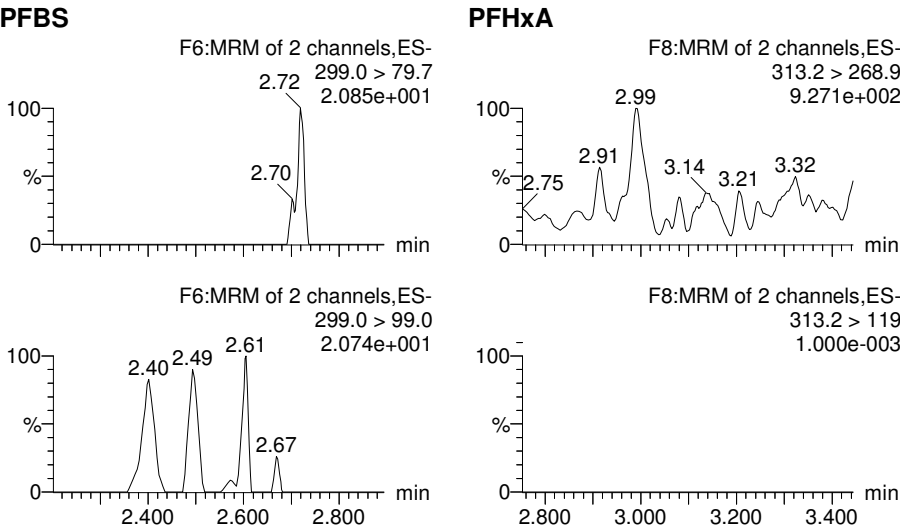 PFBS
F6:MRM of 2 channels,ES-
299.0 > 79.7
2.085e+001
2.72
100
2.70
%
0
min
F6:MRM of 2 channels,ES-
299.0 > 99.0
2.074e+001
2.61
2.49
2.40
100
%
2.67
0
min
2.400 2.600 2.800
PFHxA
F8:MRM of 2 channels,ES-
313.2 > 268.9
9.271e+002
2.99
100
2.91
3.14
3.32
3.21
2.75
%
0
min
F8:MRM of 2 channels,ES-
313.2 > 119
1.000e-003
100
%
0
min
2.800 3.000 3.200 3.400